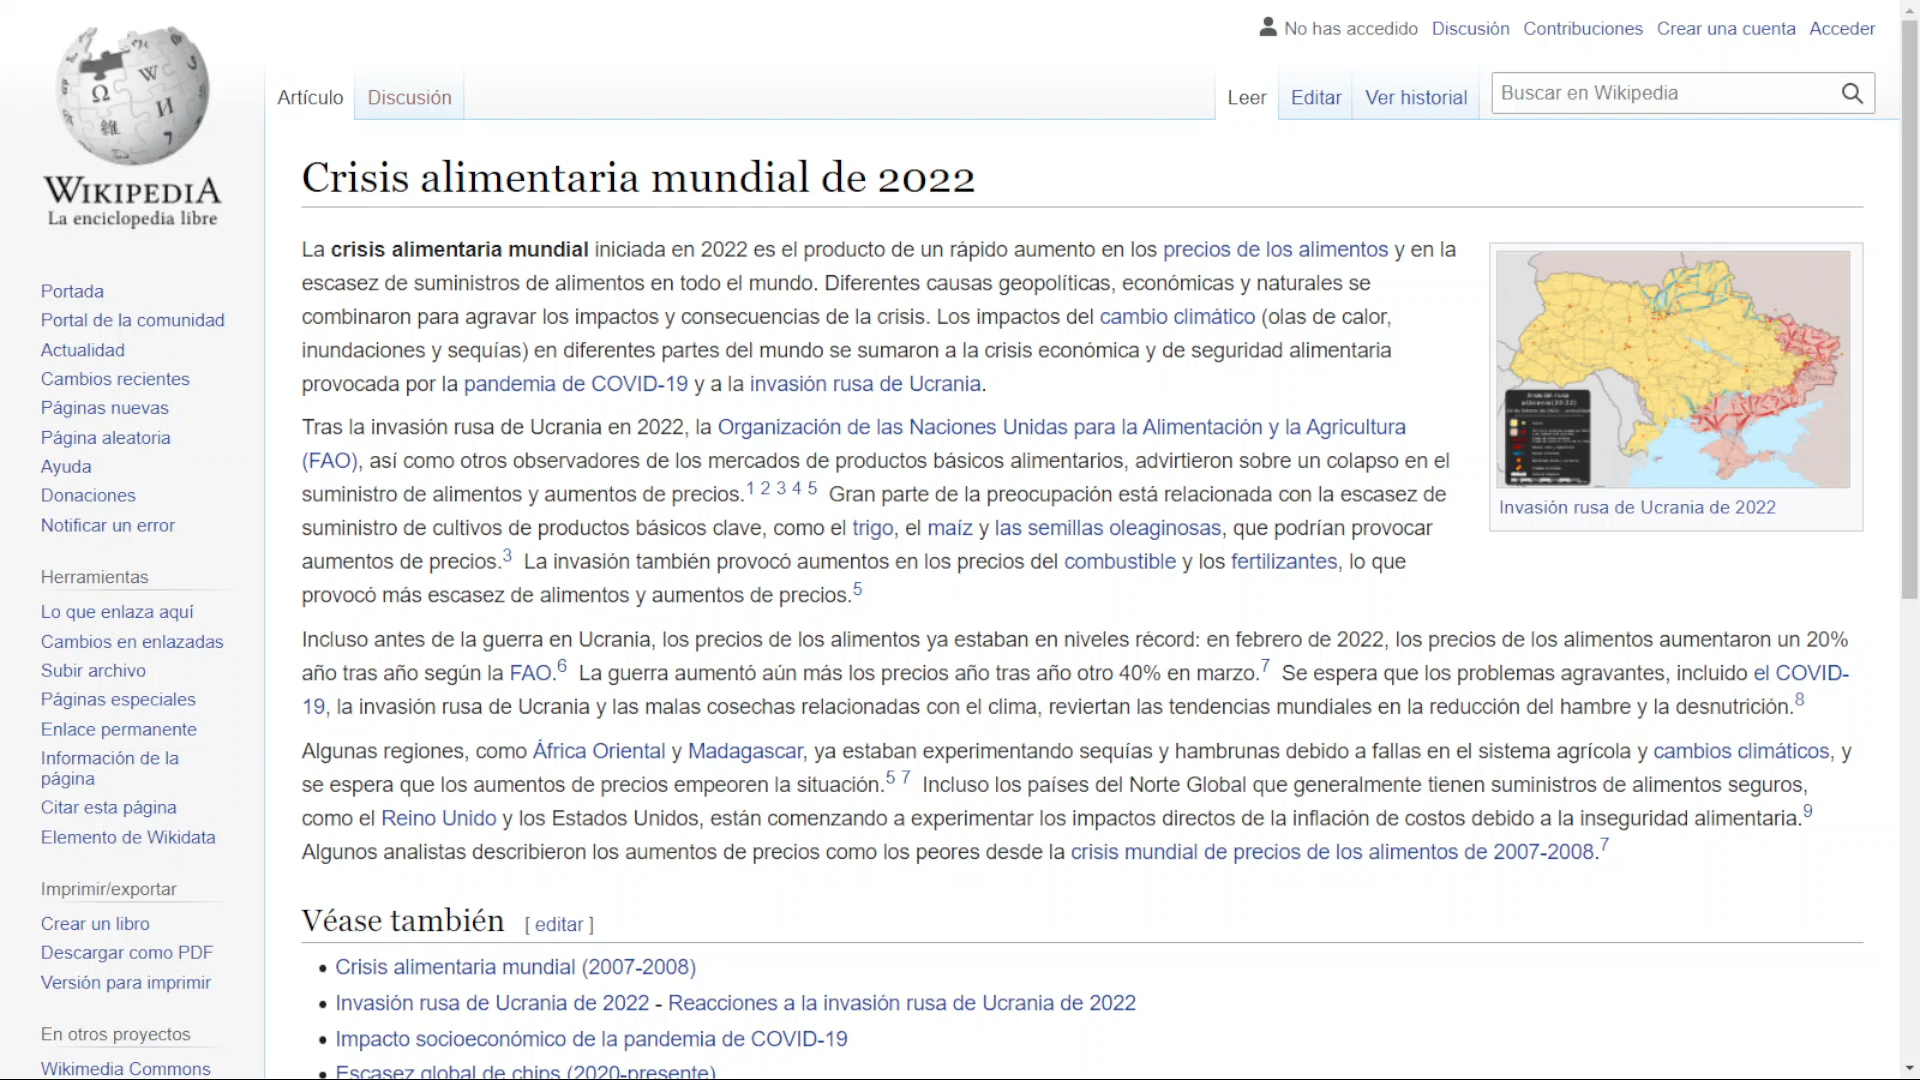 No has accedido Discusión Contribuciones Crear una cuenta Acceder
Artículo Discusión Leer Editar Ver historial Buscar en Wikipedia
WIKIPEDIA
La enciclopedia libre
Portada
Portal de la comunidad
Actualidad
Cambios recientes
Páginas nuevas
Página aleatoria
Ayuda
Donaciones
Notificar un error
Herramientas
Lo que enlaza aquí
Cambios en enlazadas
Subir archivo
Páginas especiales
Enlace permanente
Información de la
página
Citar esta página
Elemento de Wikidata
Imprimir/exportar
Crear un libro
Descargar como PDF
Versión para imprimir
En otros proyectos
Wikimedia Commons
Crisis alimentaria mundial de 2022
La crisis alimentaria mundial iniciada en 2022 es el producto de un rápido aumento en los precios de los alimentos y en la
escasez de suministros de alimentos en todo el mundo. Diferentes causas geopolíticas, económicas y naturales se
combinaron para agravar los impactos y consecuencias de la crisis. Los impactos del cambio climático (olas de calor,
inundaciones y sequías) en diferentes partes del mundo se sumaron a la crisis económica y de seguridad alimentaria
provocada por la pandemia de COVID-19 y a la invasión rusa de Ucrania.
Tras la invasión rusa de Ucrania en 2022, la Organización de las Naciones Unidas para la Alimentación y la Agricultura
(FAO), así como otros observadores de los mercados de productos básicos alimentarios, advirtieron sobre un colapso en el
suministro de alimentos y aumentos de precios.1 2 3 4 5 Gran parte de la preocupación está relacionada con la escasez de
suministro de cultivos de productos básicos clave, como el trigo, el maíz y las semillas oleaginosas, que podrían provocar
aumentos de precios.3 La invasión también provocó aumentos en los precios del combustible y los fertilizantes, lo que
provocó más escasez de alimentos y aumentos de precios.5
Invasión rusa de Ucrania de 2022
Incluso antes de la guerra en Ucrania, los precios de los alimentos ya estaban en niveles récord: en febrero de 2022, los precios de los alimentos aumentaron un 20%
año tras año según la FAO.6 La guerra aumentó aún más los precios año tras año otro 40% en marzo.7 Se espera que los problemas agravantes, incluido el COVID-
19, la invasión rusa de Ucrania y las malas cosechas relacionadas con el clima, reviertan las tendencias mundiales en la reducción del hambre y la desnutrición.8
Algunas regiones, como África Oriental y Madagascar, ya estaban experimentando sequías y hambrunas debido a fallas en el sistema agrícola y cambios climáticos, y
se espera que los aumentos de precios empeoren la situación.5 7 Incluso los países del Norte Global que generalmente tienen suministros de alimentos seguros,
como el Reino Unido y los Estados Unidos, están comenzando a experimentar los impactos directos de la inflación de costos debido a la inseguridad alimentaria.9
Algunos analistas describieron los aumentos de precios como los peores desde la crisis mundial de precios de los alimentos de 2007-2008.7
Véase también [ editar ]
• Crisis alimentaria mundial (2007-2008)
• Invasión rusa de Ucrania de 2022 - Reacciones a la invasión rusa de Ucrania de 2022
• Impacto socioeconómico de la pandemia de COVID-19
• Escasez global de chips (2020-presente)